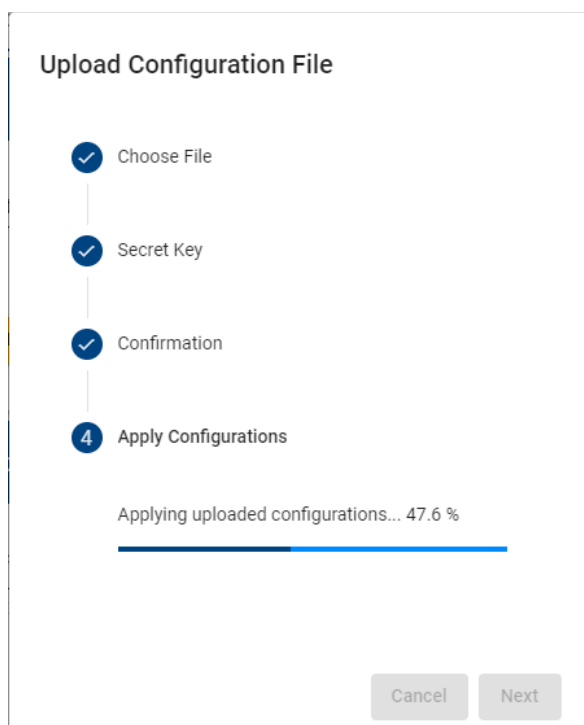 Upload Configuration File
Choose File
Secret Key
Confirmation
4 Apply Configurations
Applying uploaded configurations... 47.6 %
Cancel Next